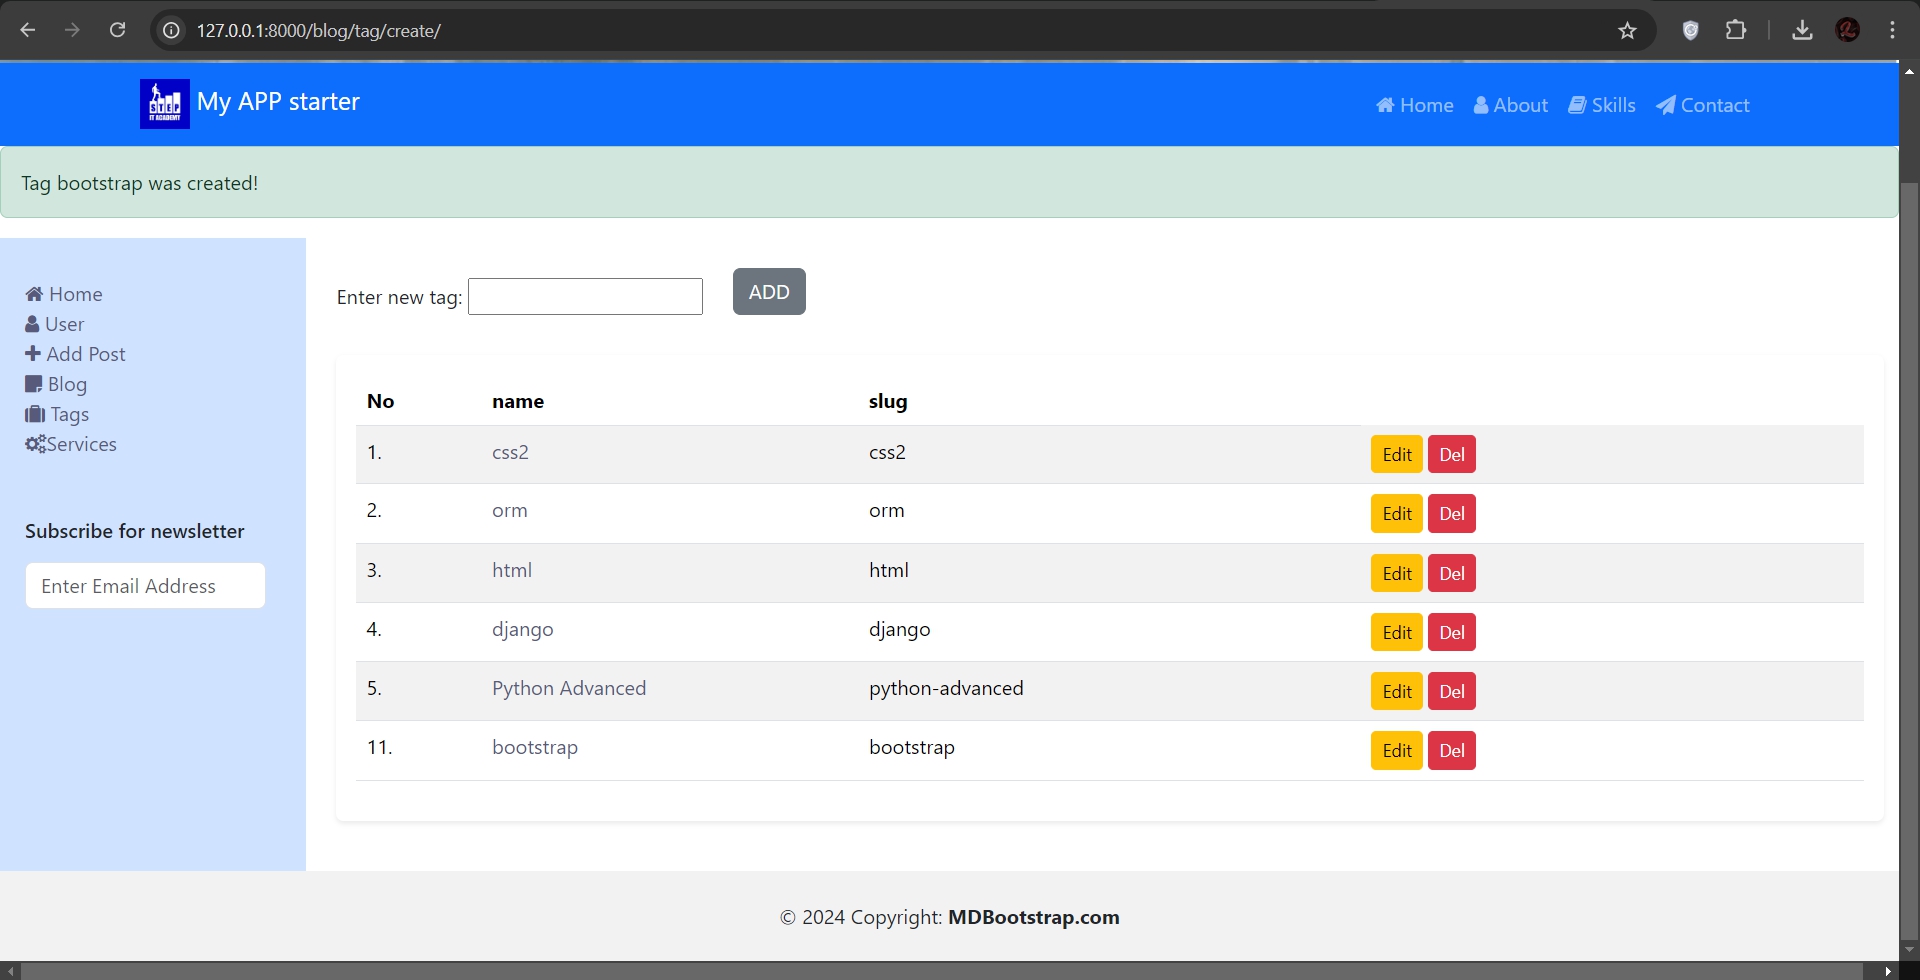 127.0.0.1:8000/blog/tag/create/
STEP
IT ACADEMY
My APP starter
Home About Skills Contact
Tag bootstrap was created!
Home
User
Add Post
Blog
Tags
Services
Subscribe for newsletter
Enter Email Address
Enter new tag: ADD
No name slug
1. css2 css2 Edit Del
2. orm orm Edit Del
3. html html Edit Del
4. django django Edit Del
5. Python Advanced python-advanced Edit Del
11. bootstrap bootstrap Edit Del
© 2024 Copyright: MDBootstrap.com